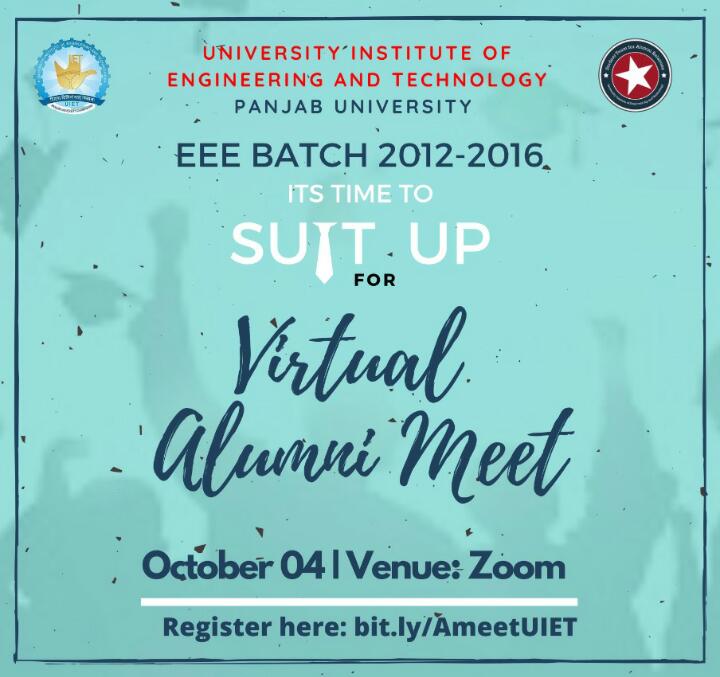 UIET
UNIVERSITY INSTITUTE OF
ENGINEERING AND TECHNOLOGY
PANJAB UNIVERSITY
EEE BATCH 2012-2016
ITS TIME TO
SUIT UP
FOR
Virtual
Alumni Meet
October 04 | Venue: Zoom
Register here: bit.ly/AmeetUIET